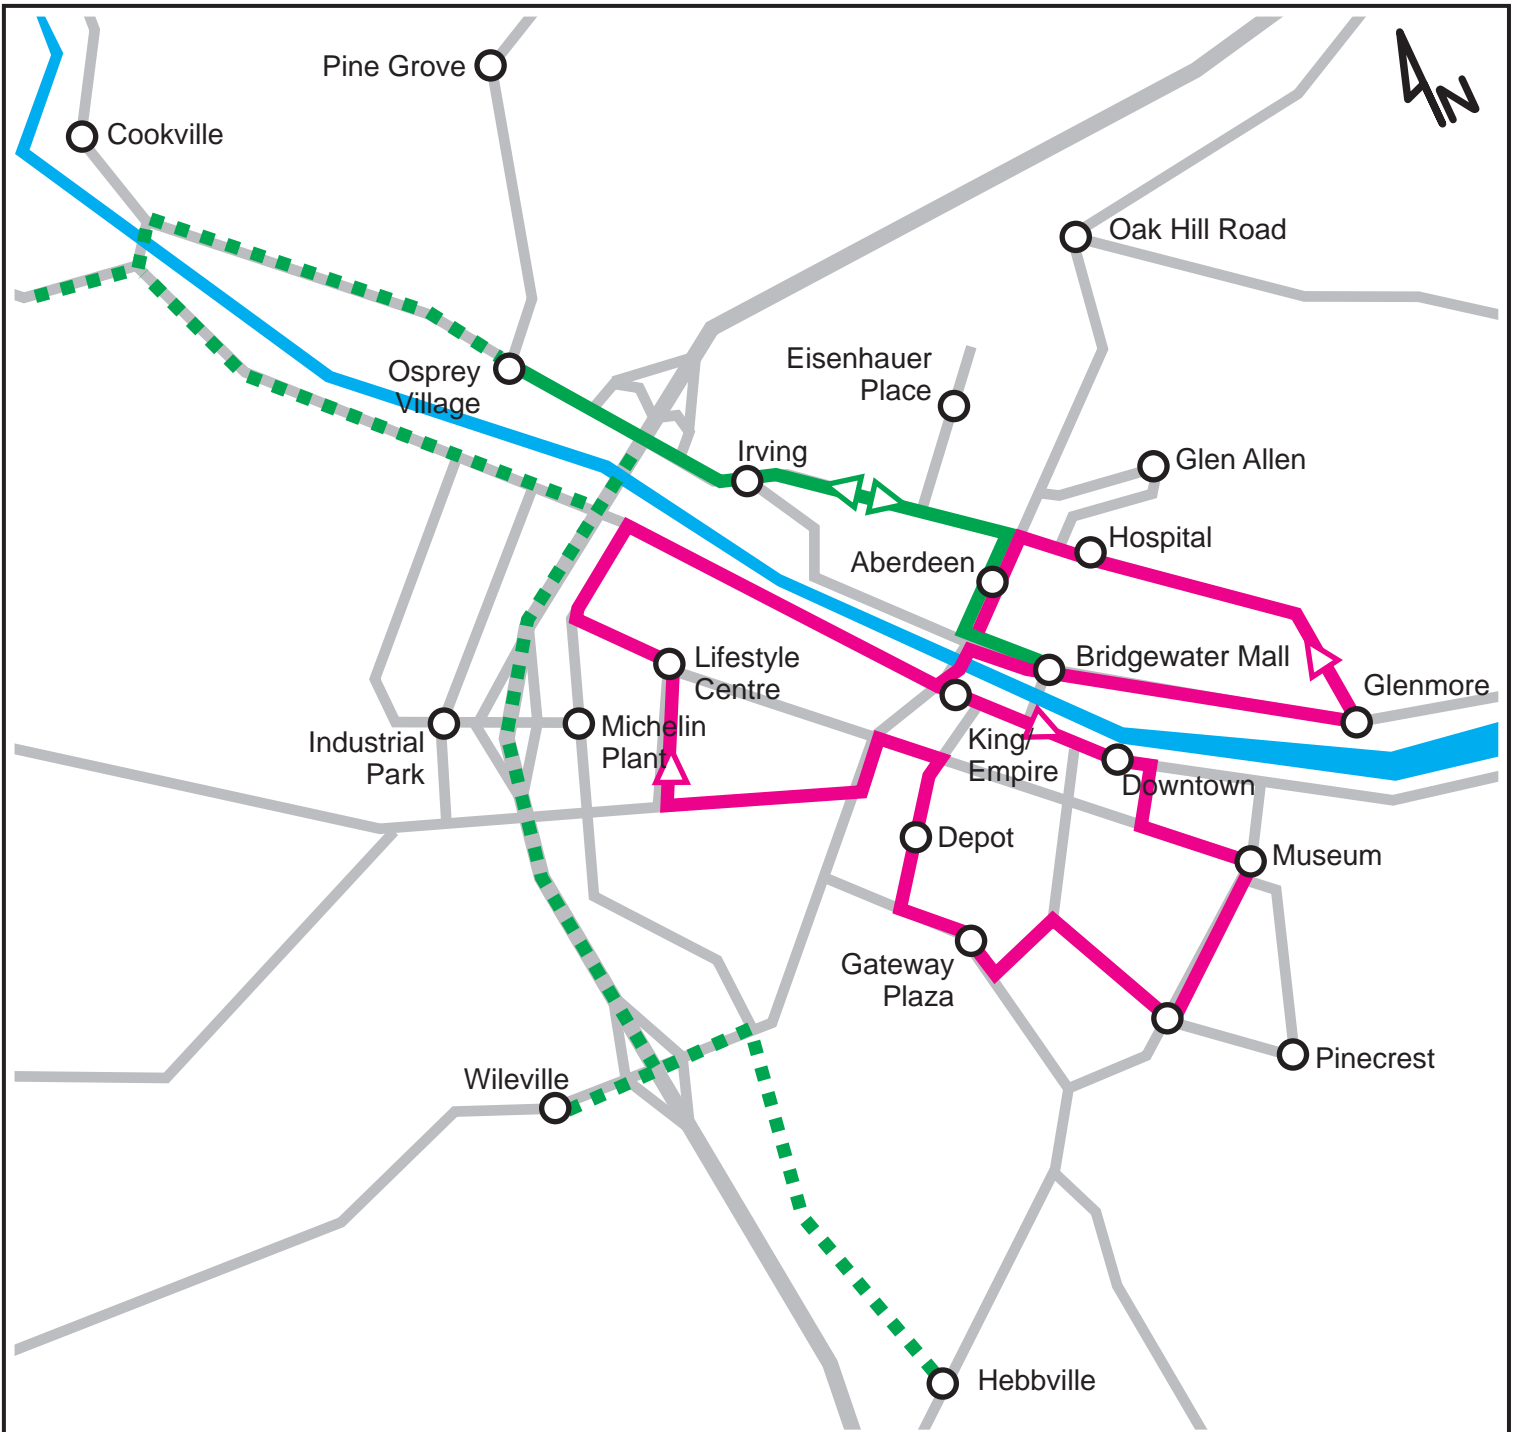 Pine Grove
Cookville
N
Oak Hill Road
Osprey
Village
Eisenhauer
Place
Irving
Glen Allen
Hospital
Aberdeen
Lifestyle
Centre
Bridgewater Mall
Glenmore
Industrial
Park
Michelin
Plant
King/
Empire
Downtown
Depot
Museum
Gateway
Plaza
Pinecrest
Wileville
Hebbville